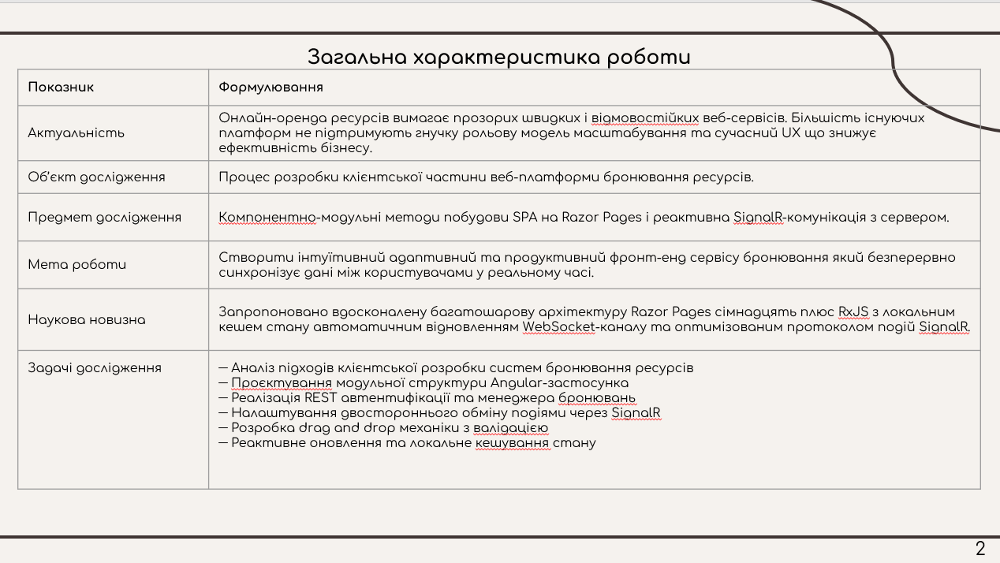 Загальна характеристика роботи
Показник
Формулювання
Актуальність
Онлайн-оренда ресурсів вимагає прозорих швидких і відмовостійких веб-сервісів. Більшість існуючих
платформ не підтримують гнучку рольову модель масштабування та сучасний UX що знижує
ефективність бізнесу.
Об'єкт дослідження
Процес розробки клієнтської частини веб-платформи бронювання ресурсів.
Предмет дослідження
Компонентно-модульні методи побудови SPA на Razor Pages і реактивна SignalR-комунікація з сервером.
Мета роботи
Створити інтуїтивний адаптивний та продуктивний фронт-енд сервісу бронювання який безперервно
синхронізує дані між користувачами у реальному часі.
Наукова новизна
Запропоновано вдосконалену багатошарову архітектуру Razor Pages сімнадцять плюс RxJS з локальним
кешем стану автоматичним відновленням WebSocket-каналу та оптимізованим протоколом подій SignalR.
Задачі дослідження
— Аналіз підходів клієнтської розробки систем бронювання ресурсів
— Проєктування модульної структури Angular-застосунка
— Реалізація REST автентифікації та менеджера бронювань
— Налаштування двостороннього обміну подіями через SignalR
— Розробка drag and drop механіки з валідацією
— Реактивне оновлення та локальне кешування стану
2